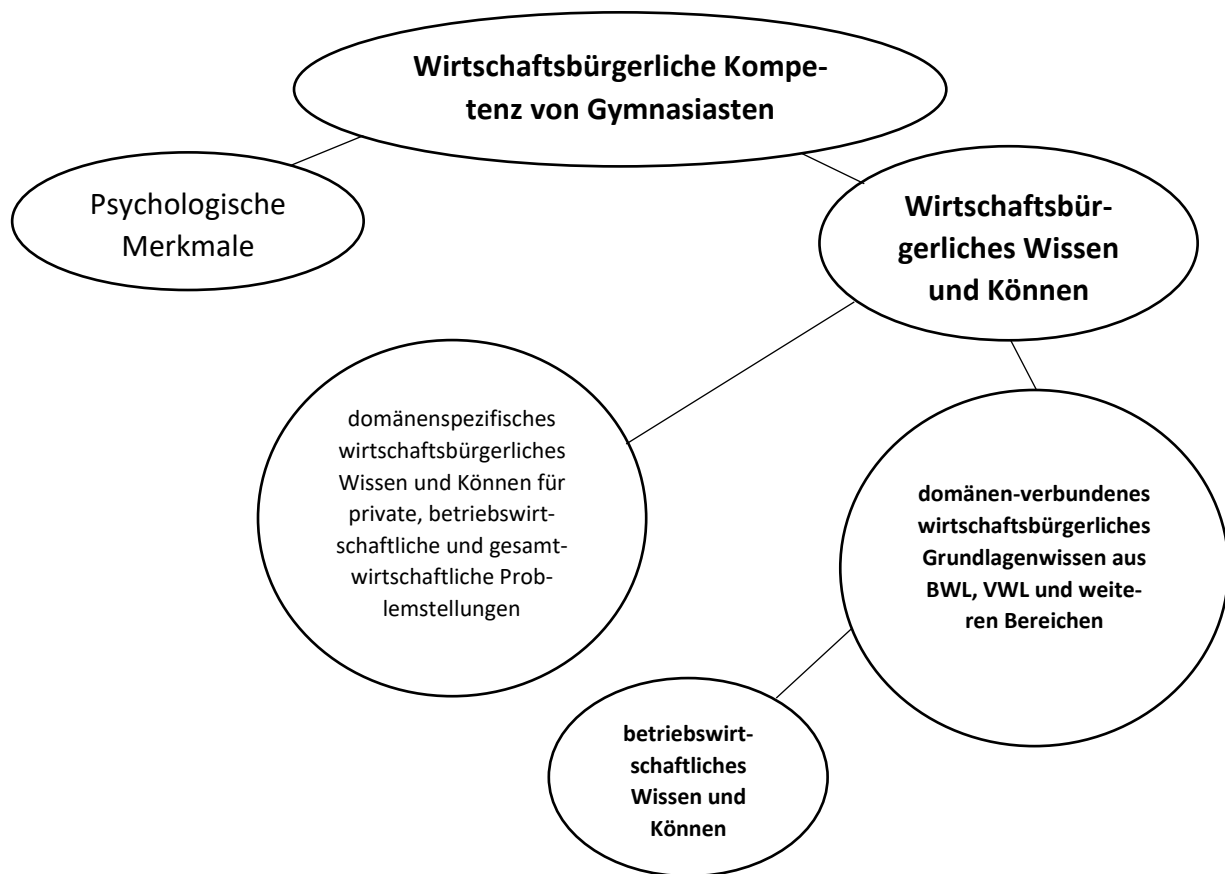 Wirtschaftsbürgerliche Kompe-
tenz von Gymnasiasten
Psychologische
Merkmale
Wirtschaftsbür-
gerliches Wissen
und Können
domänenspezifisches
wirtschaftsbürgerliches
Wissen und Können für
private, betriebswirt-
schaftliche und gesamt-
wirtschaftliche Prob-
lemstellungen
domänen-verbundenes
wirtschaftsbürgerliches
Grundlagenwissen aus
BWL, VWL und weite-
ren Bereichen
betriebswirt-
schaftliches
Wissen und
Können